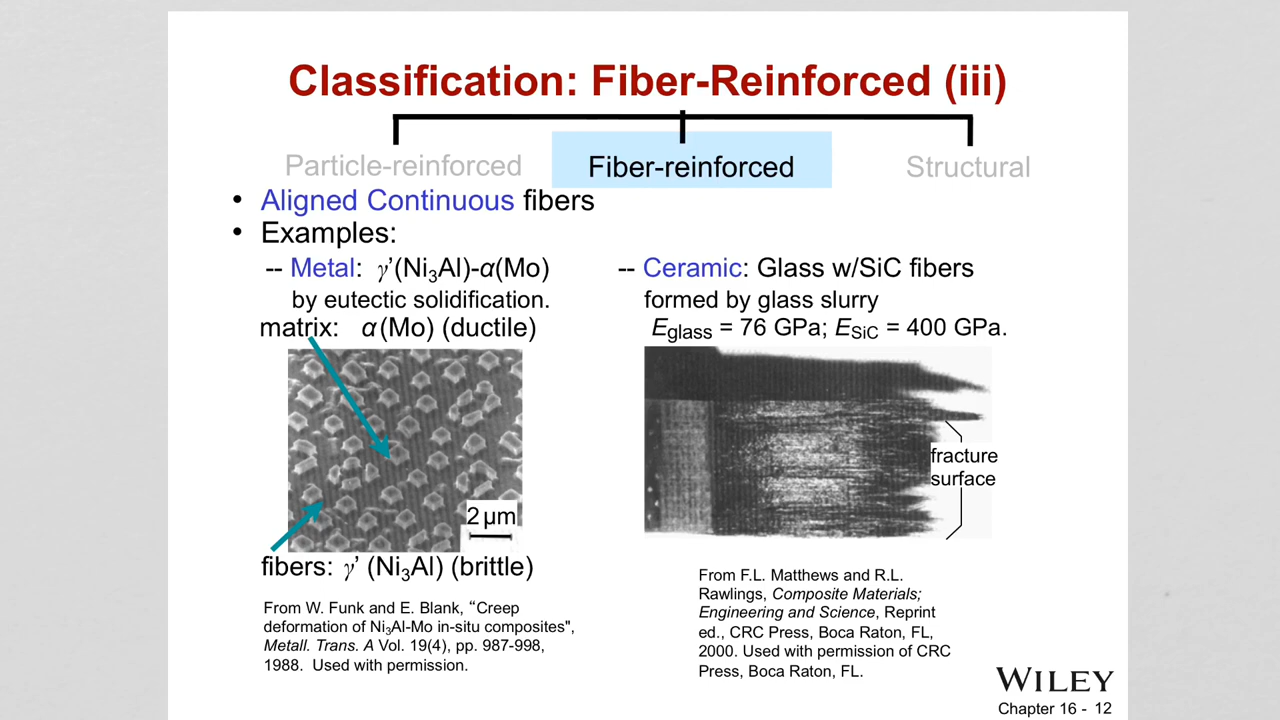 Classification: Fiber-Reinforced (iii)
Particle-reinforced
Fiber-reinforced
Structural
• Aligned Continuous fibers
• Examples:
-- Metal: γ’(Ni₃Al)-α(Mo)
by eutectic solidification.
matrix: α(Mo) (ductile)
2 μm
fibers: γ’ (Ni₃Al) (brittle)
From W. Funk and E. Blank, “Creep
deformation of Ni₃Al-Mo in-situ composites",
Metall. Trans. A Vol. 19(4), pp. 987-998,
1988. Used with permission.
-- Ceramic: Glass w/SiC fibers
formed by glass slurry
Eglass = 76 GPa; ESiC = 400 GPa.
fracture
surface
From F.L. Matthews and R.L.
Rawlings, Composite Materials;
Engineering and Science, Reprint
ed., CRC Press, Boca Raton, FL,
2000. Used with permission of CRC
Press, Boca Raton, FL.
WILEY
Chapter 16 - 12